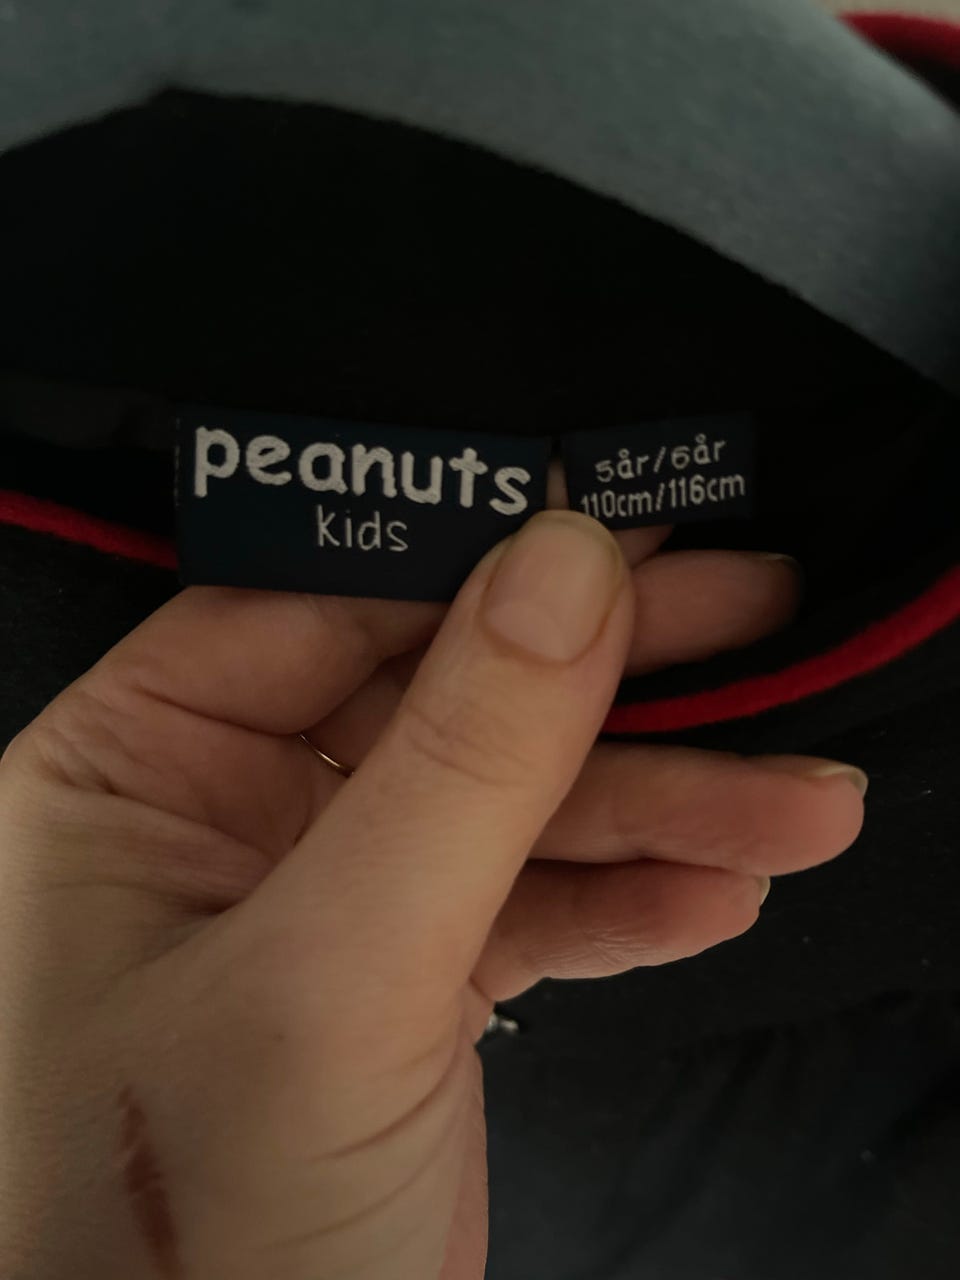 peanuts
kids
5år/6år
110cm/116cm